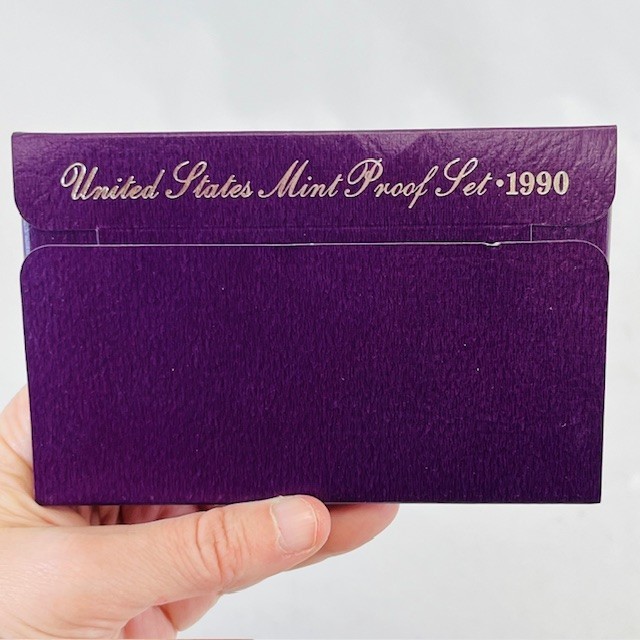 United States Mint Proof Set • 1990